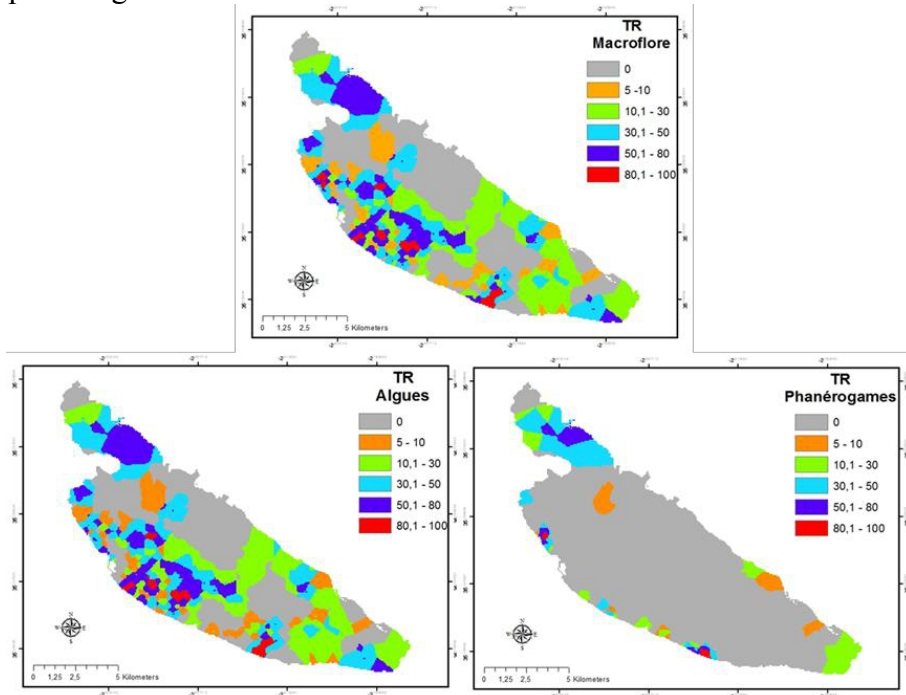 TR
Macroflore
0
5 -10
10,1 - 30
30,1 - 50
50,1 - 80
80,1 - 100
N
W
E
S
0 1,25 2,5 5 Kilometers
TR
Algues
0
5 - 10
10,1 - 30
30,1 - 50
50,1 - 80
80,1 - 100
N
W
E
S
0 1,25 2,5 5 Kilometers
TR
Phanérogames
0
5 - 10
10,1 - 30
30,1 - 50
50,1 - 80
80,1 - 100
N
W
E
S
0 1,25 2,5 5 Kilometers